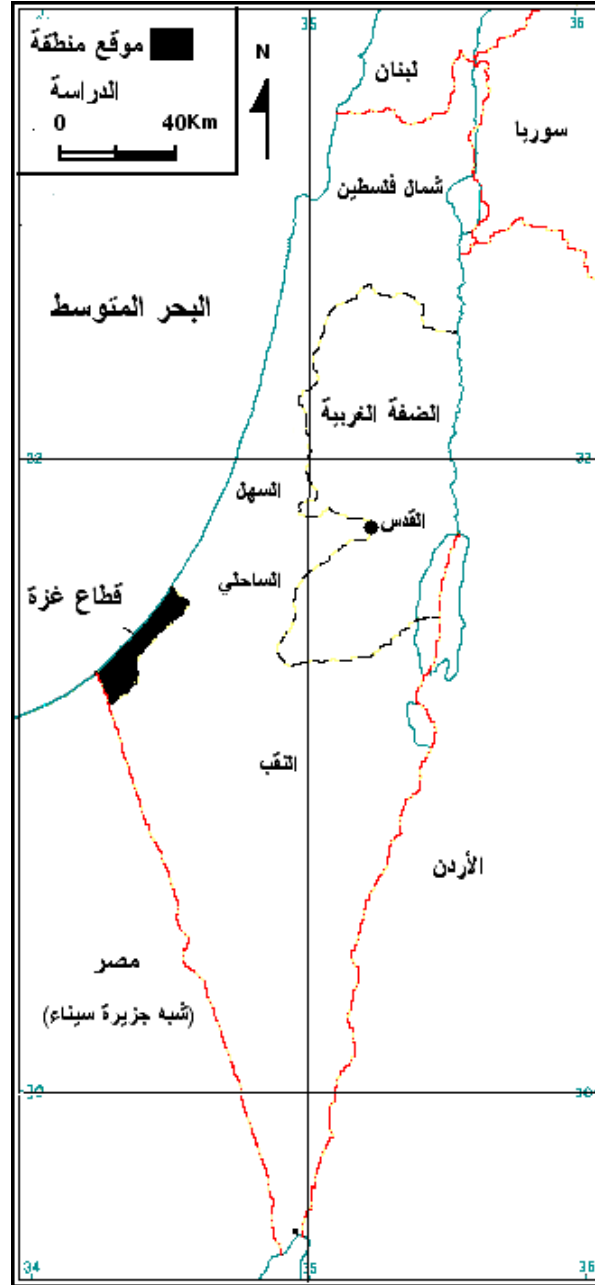 34 35 36
موقع منطقة
الدراسة
0 40Km
N
لبنان
سوريا
شمال فلسطين
البحر المتوسط
الضفة الغربية
32 32
السهل
القدس
الساحلي
قطاع غزة
النقب
الأردن
مصر
(شبه جزيرة سيناء)
30 30
34 35 36